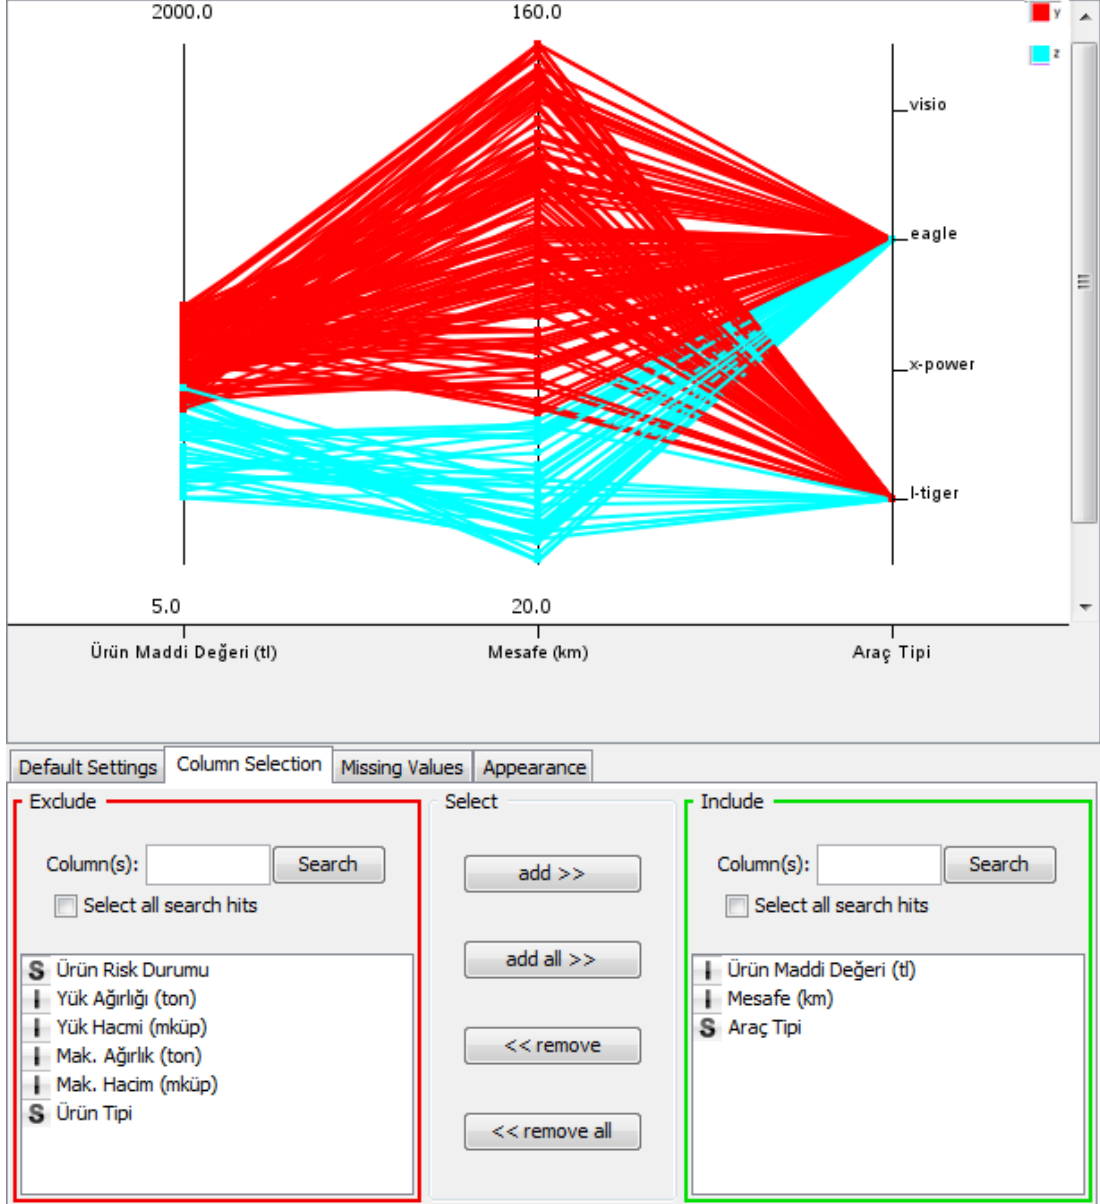 2000.0
160.0
y
z
visio
eagle
x-power
l-tiger
5.0
20.0
Ürün Maddi Değeri (tl)
Mesafe (km)
Araç Tipi
Default Settings
Column Selection
Missing Values
Appearance
Exclude
Column(s):
Search
Select all search hits
S Ürün Risk Durumu
I Yük Ağırlığı (ton)
I Yük Hacmi (mküp)
I Mak. Ağırlık (ton)
I Mak. Hacim (mküp)
S Ürün Tipi
Select
add >>
add all >>
<< remove
<< remove all
Include
Column(s):
Search
Select all search hits
I Ürün Maddi Değeri (tl)
I Mesafe (km)
S Araç Tipi